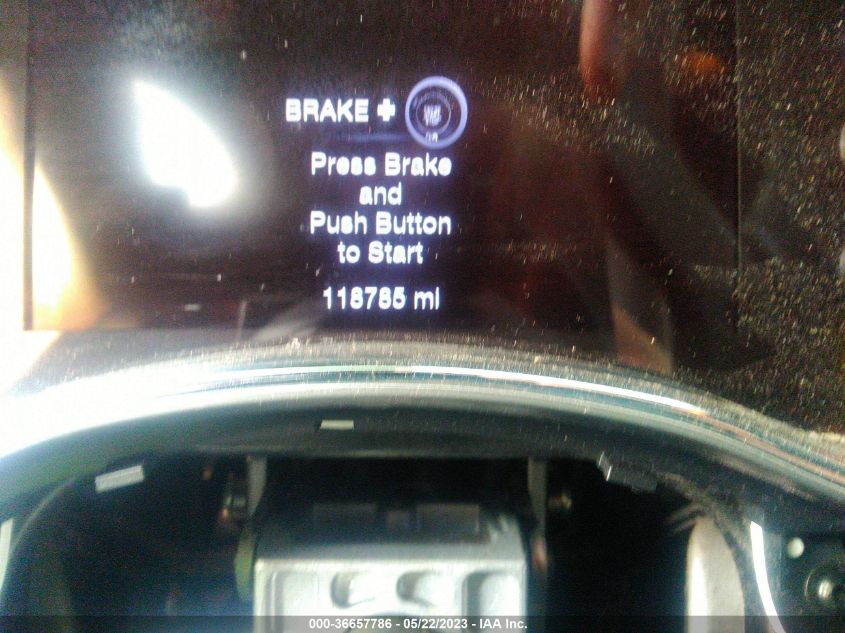 BRAKE +
Press Brake
and
Push Button
to Start
118785 mi
000-36657786 - 05/22/2023 - IAA Inc.